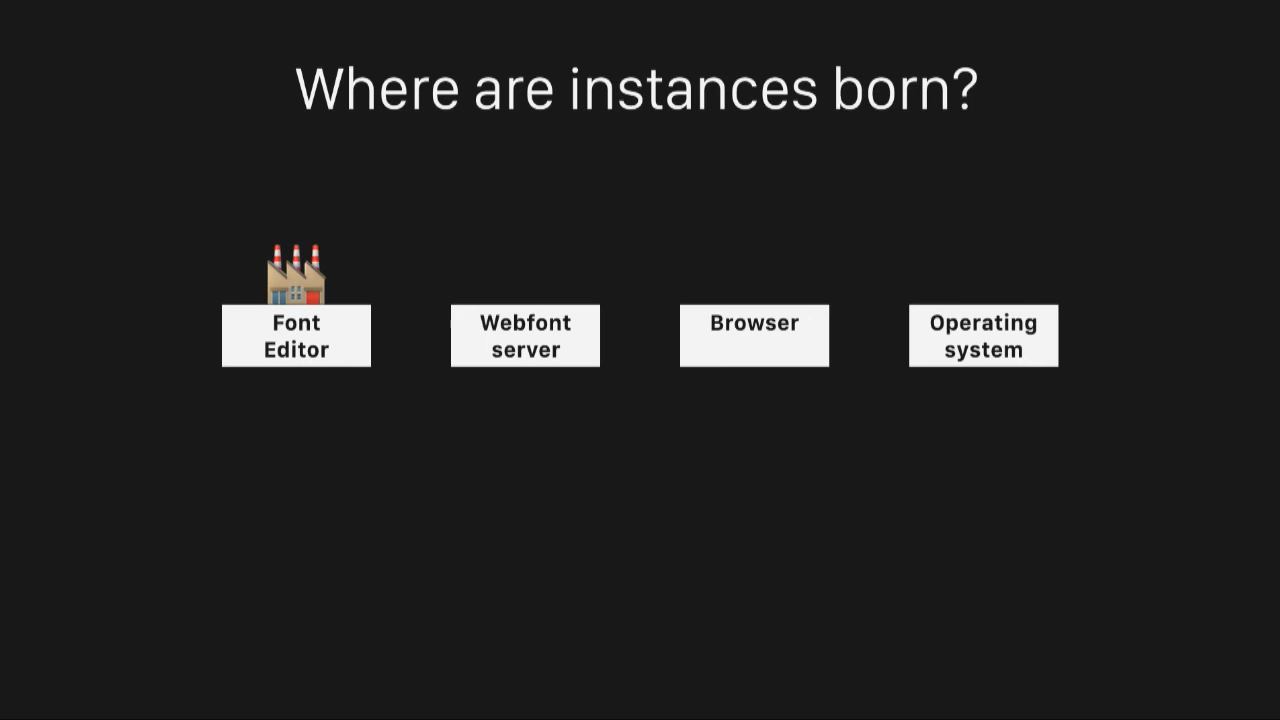 Where are instances born?
Font
Editor
Webfont
server
Browser
Operating
system